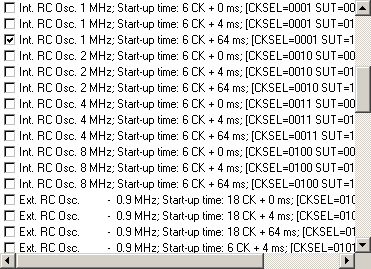 Int. RC Osc. 1 MHz; Start-up time: 6 CK + 0 ms; [CKSEL=0001 SUT=00
Int. RC Osc. 1 MHz; Start-up time: 6 CK + 4 ms; [CKSEL=0001 SUT=0
Int. RC Osc. 1 MHz; Start-up time: 6 CK + 64 ms; [CKSEL=0001 SUT=1
Int. RC Osc. 2 MHz; Start-up time: 6 CK + 0 ms; [CKSEL=0010 SUT=00
Int. RC Osc. 2 MHz; Start-up time: 6 CK + 4 ms; [CKSEL=0010 SUT=0
Int. RC Osc. 2 MHz; Start-up time: 6 CK + 64 ms; [CKSEL=0010 SUT=1
Int. RC Osc. 4 MHz; Start-up time: 6 CK + 0 ms; [CKSEL=0011 SUT=00
Int. RC Osc. 4 MHz; Start-up time: 6 CK + 4 ms; [CKSEL=0011 SUT=0
Int. RC Osc. 4 MHz; Start-up time: 6 CK + 64 ms; [CKSEL=0011 SUT=1
Int. RC Osc. 8 MHz; Start-up time: 6 CK + 0 ms; [CKSEL=0100 SUT=00
Int. RC Osc. 8 MHz; Start-up time: 6 CK + 4 ms; [CKSEL=0100 SUT=0
Int. RC Osc. 8 MHz; Start-up time: 6 CK + 64 ms; [CKSEL=0100 SUT=1
Ext. RC Osc. - 0.9 MHz; Start-up time: 18 CK + 0 ms; [CKSEL=010
Ext. RC Osc. - 0.9 MHz; Start-up time: 18 CK + 4 ms; [CKSEL=010
Ext. RC Osc. - 0.9 MHz; Start-up time: 18 CK + 64 ms; [CKSEL=01
Ext. RC Osc. - 0.9 MHz; Start-up time: 6 CK + 4 ms; [CKSEL=0101